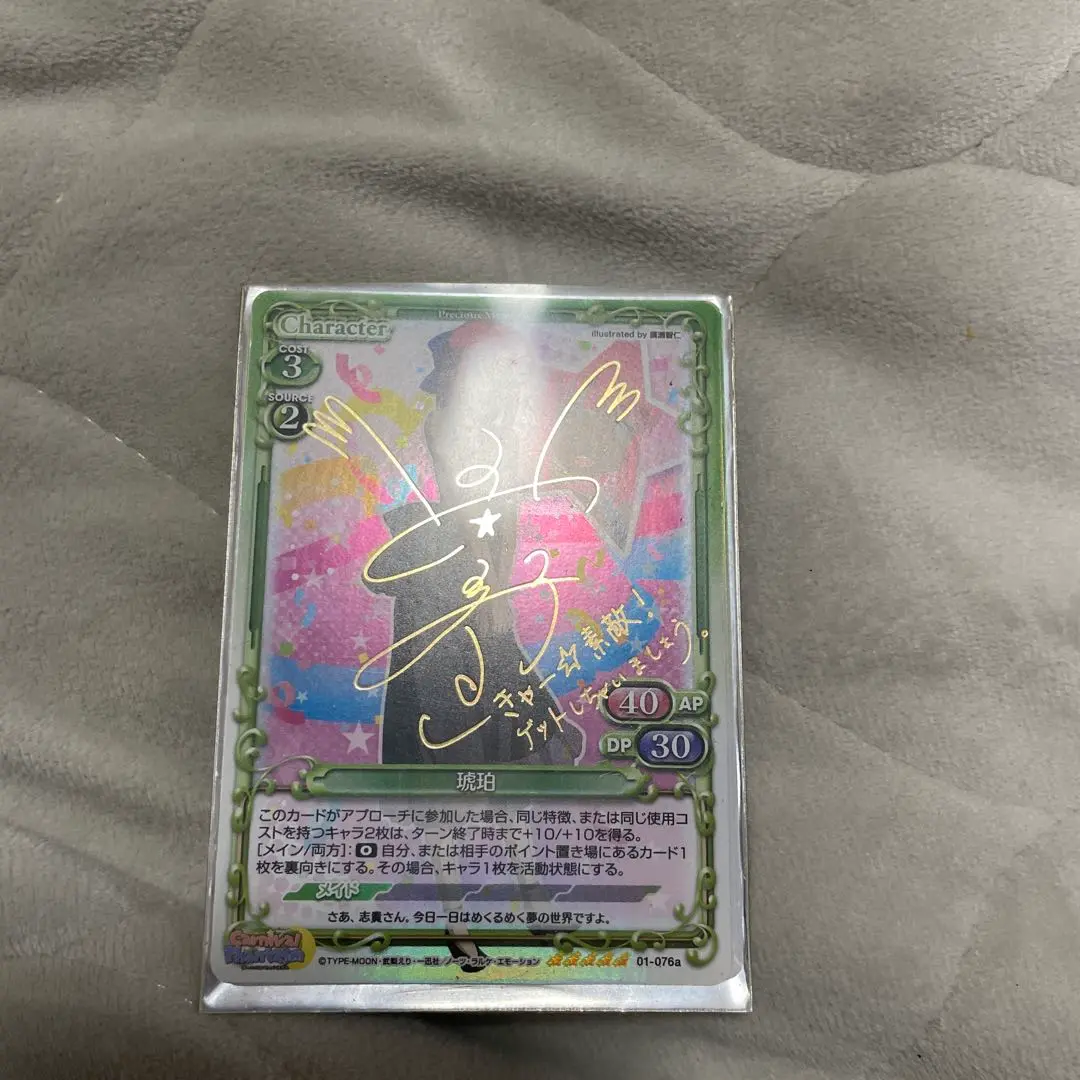 Character
illustrated by
COST
3
SOURCE
2
きゃー☆素敵!
ゲットしちゃいましょう。
40 AP
DP 30
琥珀
このカードがアプローチに参加した場合、同じ特徴、または同じ使用コ
ストを持つキャラ2枚は、ターン終了時まで+10/+10を得る。
[メイン/両方]:自分、または相手のポイント置き場にあるカード1
枚を裏向きにする。その場合、キャラ1枚を活動状態にする。
メイド
さあ、志貴さん。今日一日はめくるめく夢の世界ですよ。
Carnival
Phantasm
©TYPE-MOON・武梨えり・一迅社/ノーツ・ラルケ・エモーション
01-076a